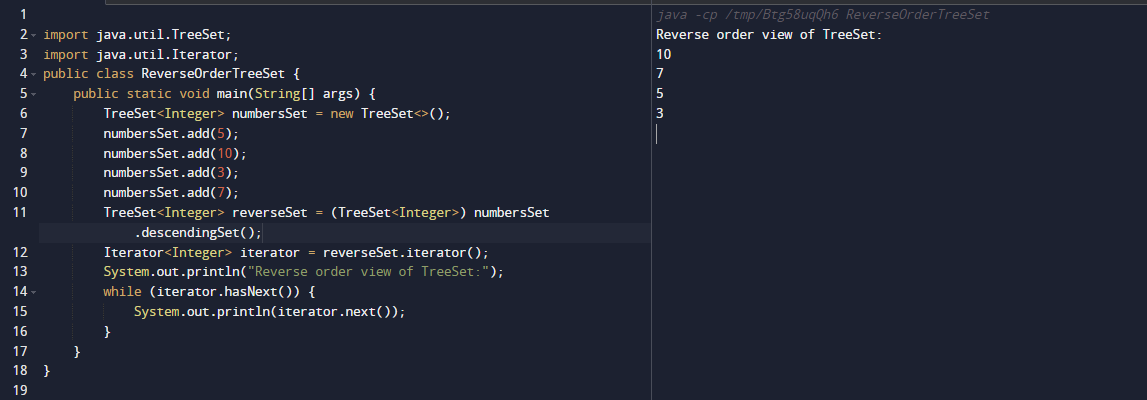 1
2 import java.util.TreeSet;
3 import java.util.Iterator;
4 public class ReverseOrderTreeSet {
5 public static void main(String[] args) {
6 TreeSet<Integer> numbersSet = new TreeSet<>();
7 numbersSet.add(5);
8 numbersSet.add(10);
9 numbersSet.add(3);
10 numbersSet.add(7);
11 TreeSet<Integer> reverseSet = (TreeSet<Integer>) numbersSet
.descendingSet();
12 Iterator<Integer> iterator = reverseSet.iterator();
13 System.out.println("Reverse order view of TreeSet:");
14 while (iterator.hasNext()) {
15 System.out.println(iterator.next());
16 }
17 }
18 }
19
java -cp /tmp/Btg58uqQh6 ReverseOrderTreeSet
Reverse order view of TreeSet:
10
7
5
3